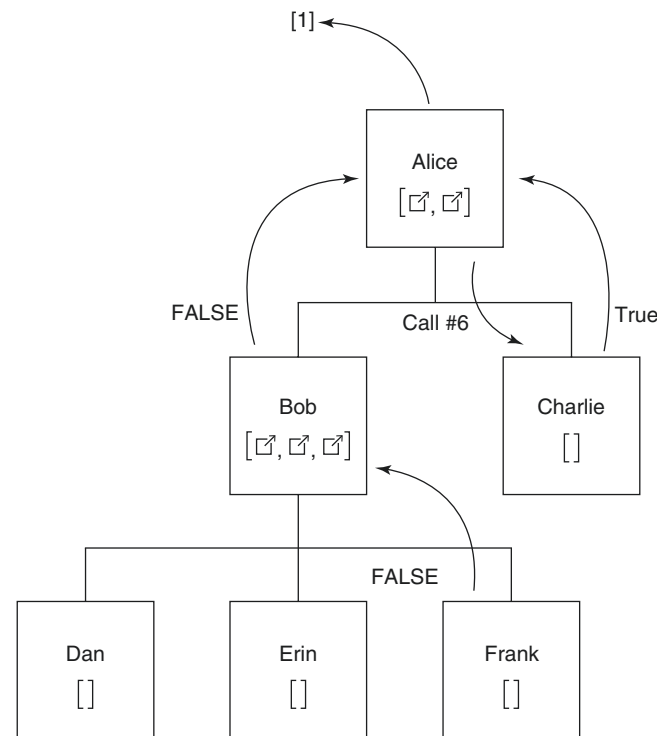 [1]
Alice
[ , ]
FALSE
Call #6
True
Bob
[ , , ]
Charlie
[]
FALSE
Dan
[]
Erin
[]
Frank
[]